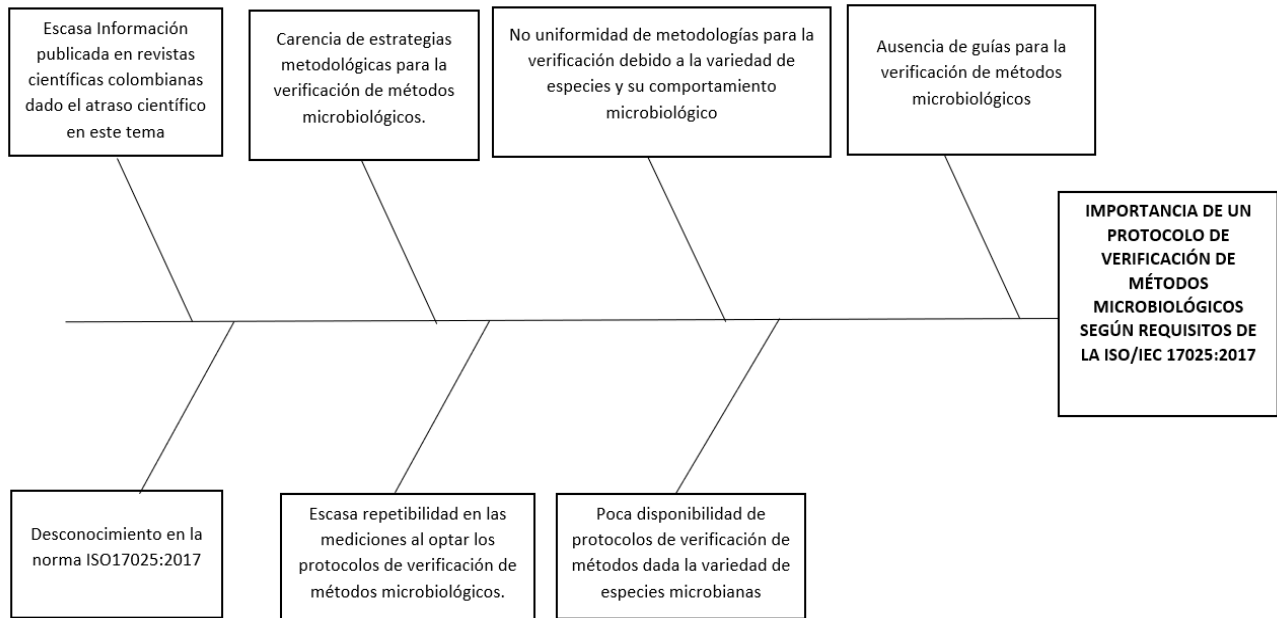 Escasa Información
publicada en revistas
científicas colombianas
dado el atraso científico
en este tema
Carencia de estrategias
metodológicas para la
verificación de métodos
microbiológicos.
No uniformidad de metodologías para la
verificación debido a la variedad de
especies y su comportamiento
microbiológico
Ausencia de guías para la
verificación de métodos
microbiológicos
IMPORTANCIA DE UN
PROTOCOLO DE
VERIFICACIÓN DE
MÉTODOS
MICROBIOLÓGICOS
SEGÚN REQUISITOS DE
LA ISO/IEC 17025:2017
Desconocimiento en la
norma ISO17025:2017
Escasa repetibilidad en las
mediciones al optar los
protocolos de verificación de
métodos microbiológicos.
Poca disponibilidad de
protocolos de verificación de
métodos dada la variedad de
especies microbianas